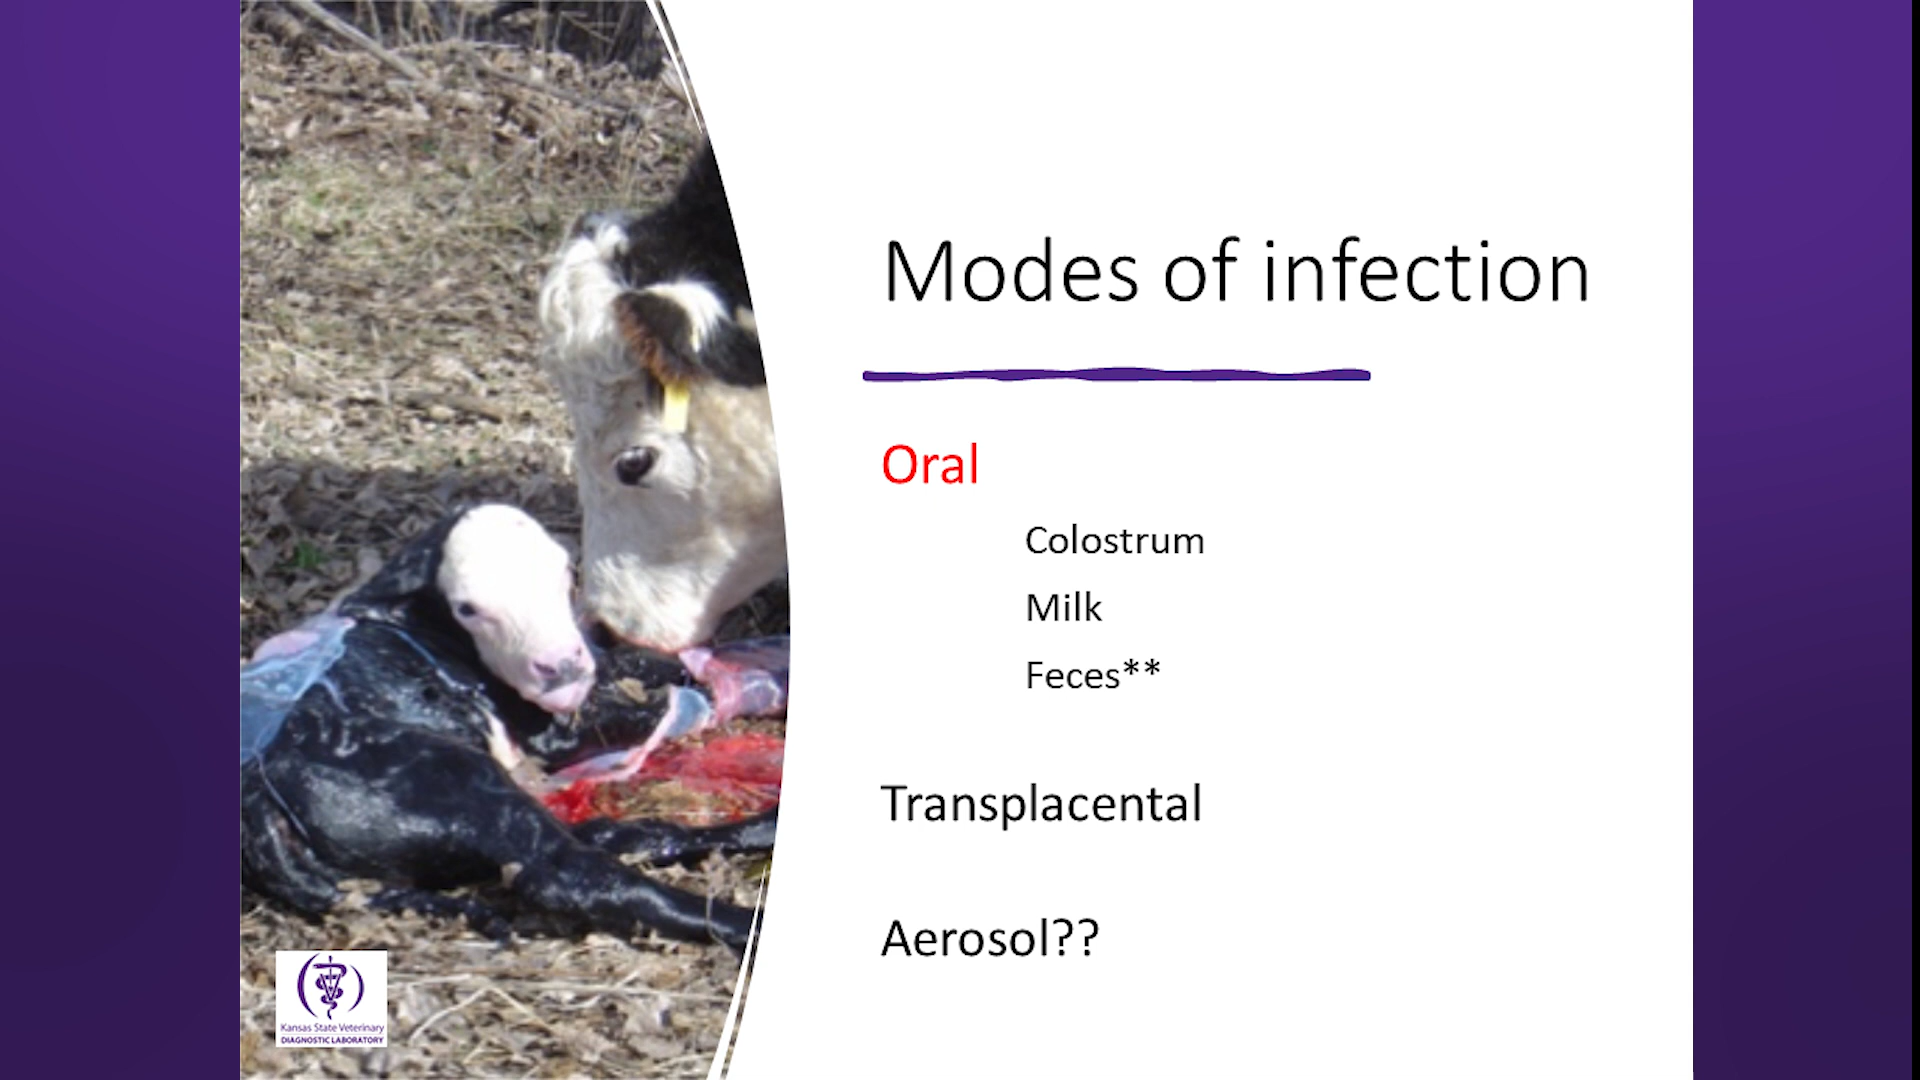 Modes of infection
Oral
Colostrum
Milk
Feces**
Transplacental
Aerosol??
Kansas State Veterinary
DIAGNOSTIC LABORATORY